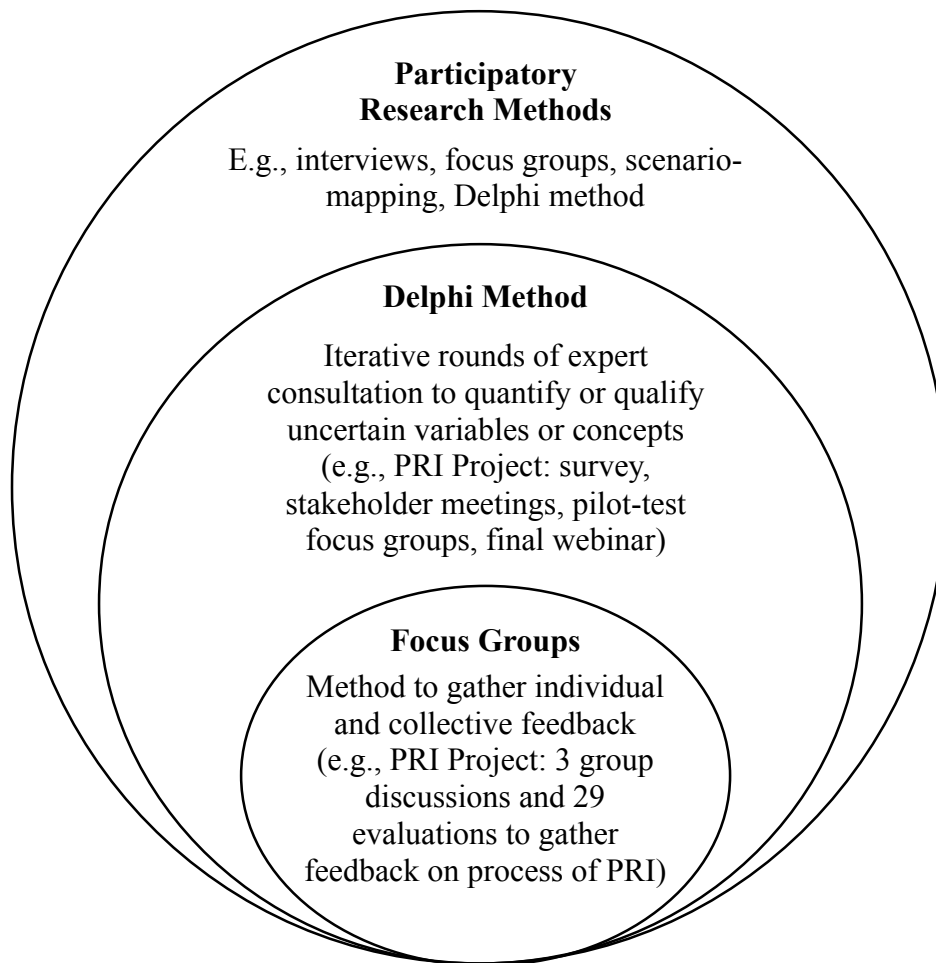 Participatory
Research Methods
E.g., interviews, focus groups, scenario-
mapping, Delphi method
Delphi Method
Iterative rounds of expert
consultation to quantify or qualify
uncertain variables or concepts
(e.g., PRI Project: survey,
stakeholder meetings, pilot-test
focus groups, final webinar)
Focus Groups
Method to gather individual
and collective feedback
(e.g., PRI Project: 3 group
discussions and 29
evaluations to gather
feedback on process of PRI)